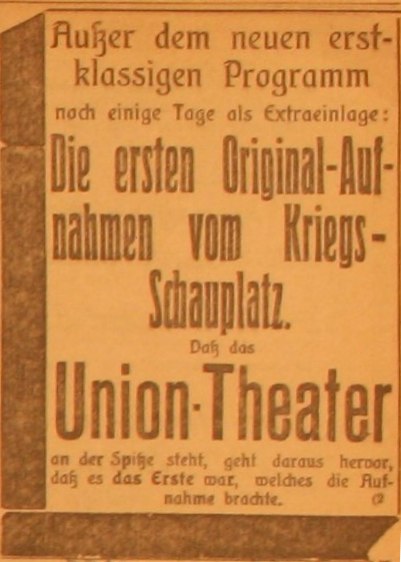 Außer dem neuen erst-
klassigen Programm
noch einige Tage als Extraeinlage:
Die ersten Original-Auf-
nahmen vom Kriegs-
Schauplatz.
Daß das
Union-Theater
an der Spitze steht, geht daraus hervor,
daß es das Erste war, welches die Auf-
nahme brachte.